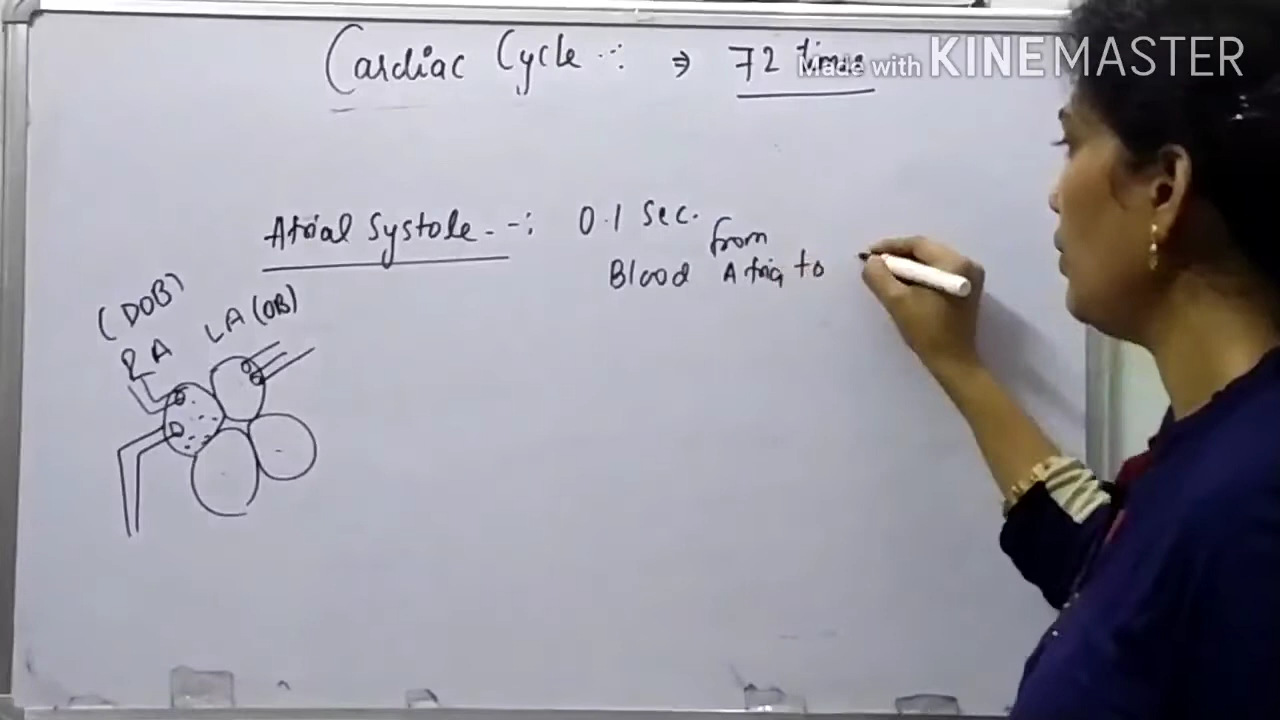 Cardiac Cycle :- ⇒ 72 times
Made with KINEMASTER
Atrial Systole --: 0.1 Sec.
from
Blood Atria to
(DOB)
RA
LA (OB)